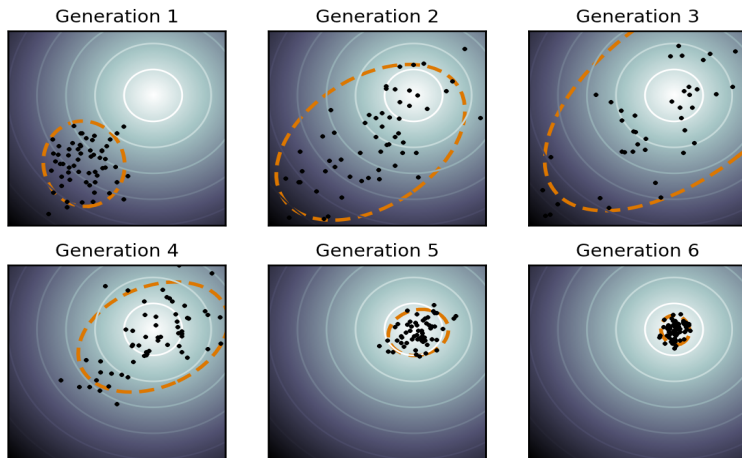 Generation 1
Generation 2
Generation 3
Generation 4
Generation 5
Generation 6